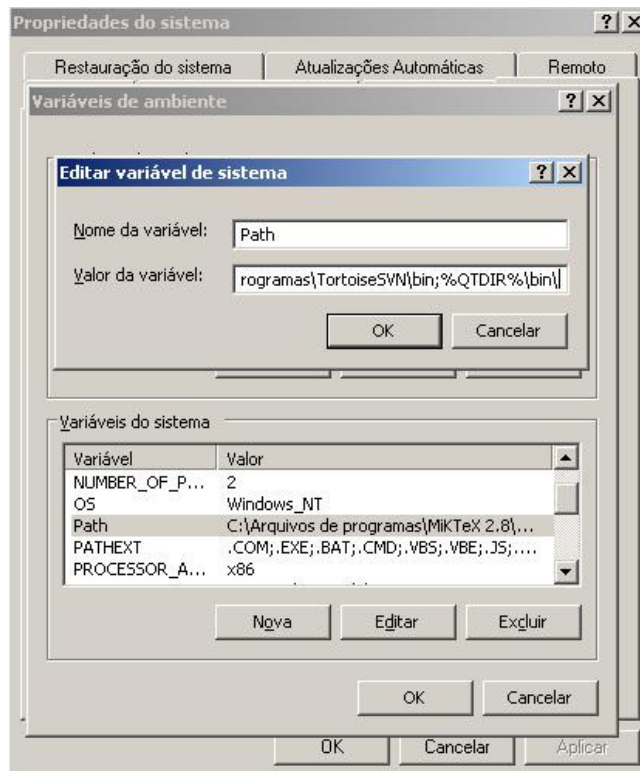 Propriedades do sistema
Restauração do sistema Atualizações Automáticas Remoto
Variáveis de ambiente
Editar variável de sistema
Nome da variável: Path
Valor da variável: rogramas\TortoiseSVN\bin;%QTDIR%\bin\
OK Cancelar
Variáveis do sistema
Variável Valor
NUMBER_OF_P... 2
OS Windows_NT
Path C:\Arquivos de programas\MiKTeX 2.8\...
PATHEXT .COM;.EXE;.BAT;.CMD;.VBS;.VBE;.JS;....
PROCESSOR_A... x86
Nova Editar Excluir
OK Cancelar
OK Cancelar Aplicar